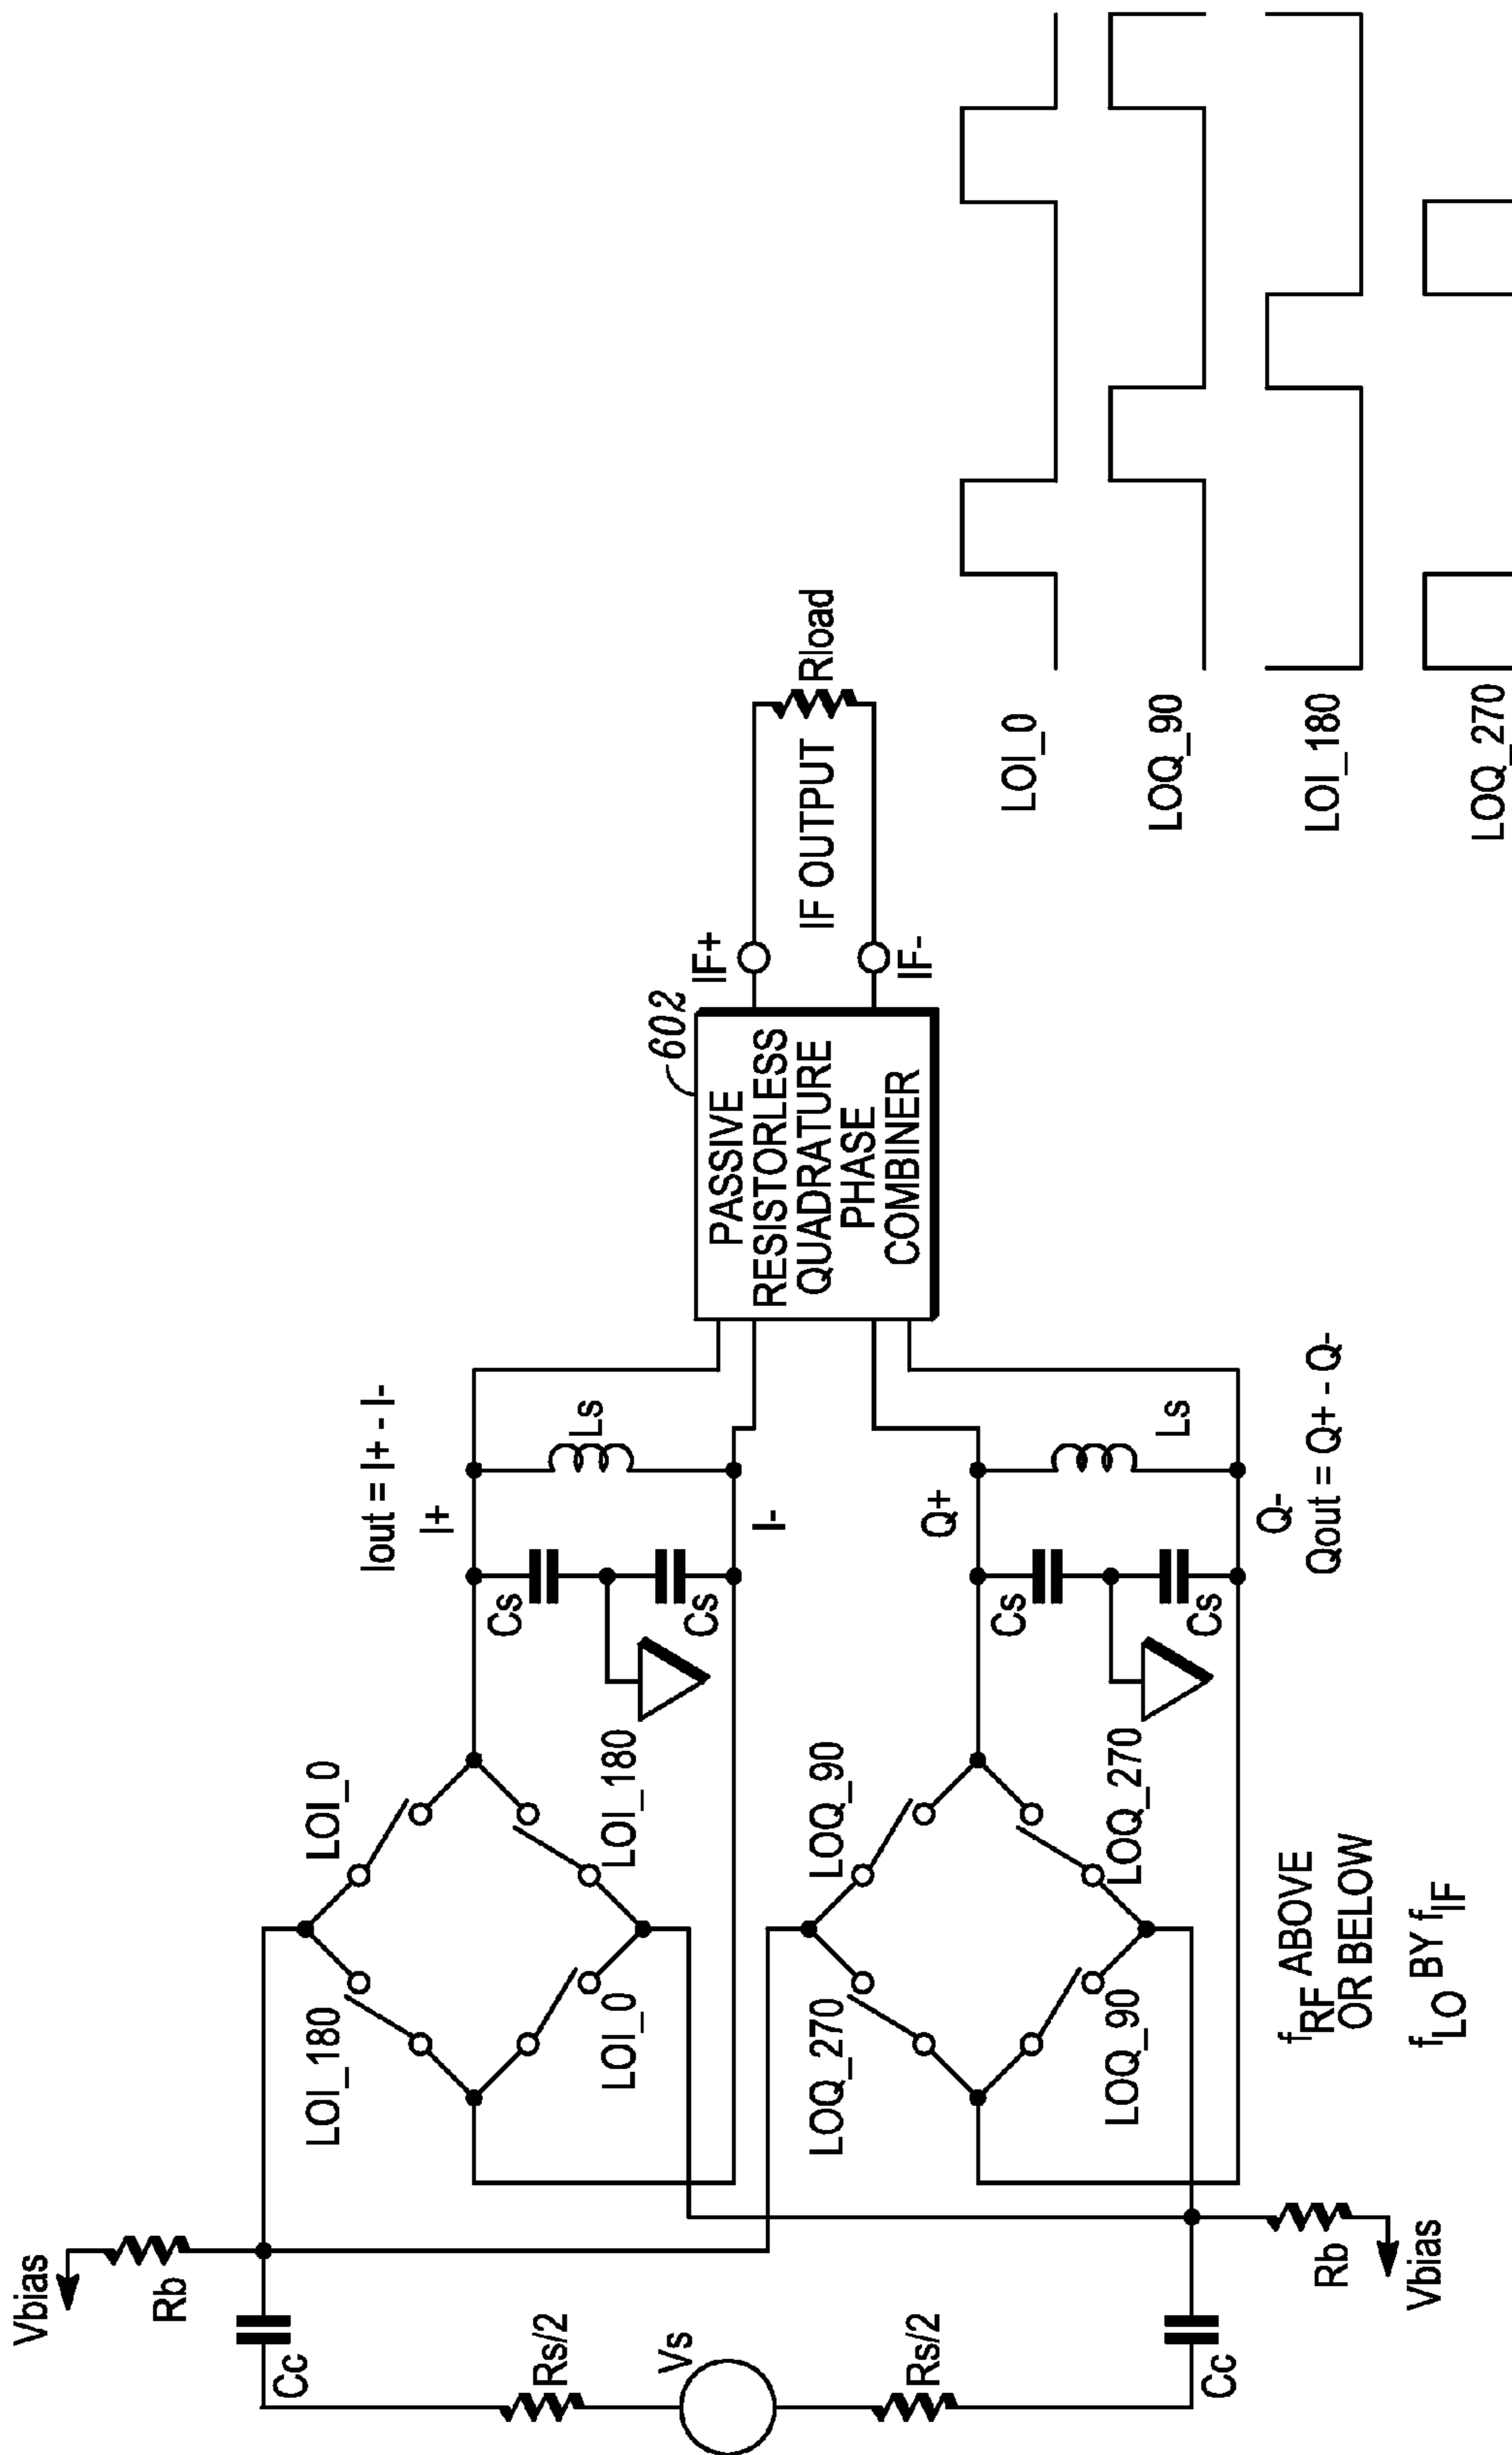 Vbias
Rb
Cc
Rs/2
Vs
Rs/2
Cc
Rb
Vbias
LOI_180
LOI_0
LOI_0
LOI_180
LOQ_270
LOQ_90
LOQ_90
LOQ_270
fRF ABOVE
OR BELOW
fLO BY fIF
Iout = I+ - I-
I+
Cs
Cs
Ls
I-
Q+
Cs
Cs
Ls
Q-
Qout = Q+ - Q-
602
PASSIVE
RESISTORLESS
QUADRATURE
PHASE
COMBINER
IF+
IF-
IF OUTPUT
Rload
LOI_0
LOQ_90
LOI_180
LOQ_270